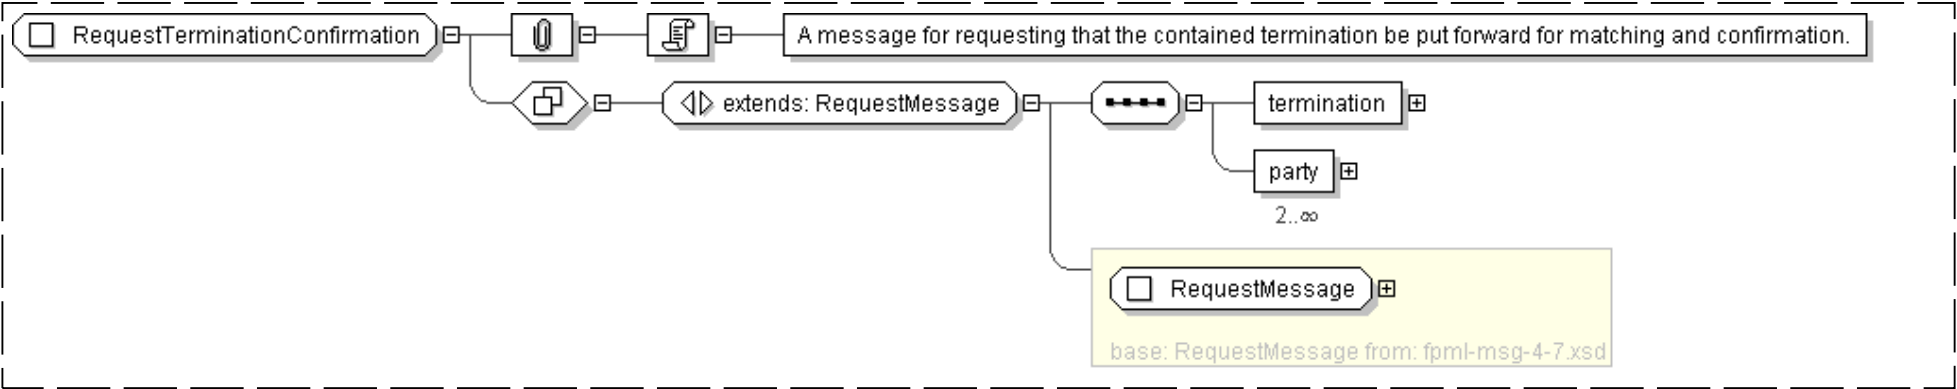 RequestTerminationConfirmation
A message for requesting that the contained termination be put forward for matching and confirmation.
extends: RequestMessage
termination
party
2..∞
RequestMessage
base: RequestMessage from: fpml-msg-4-7.xsd